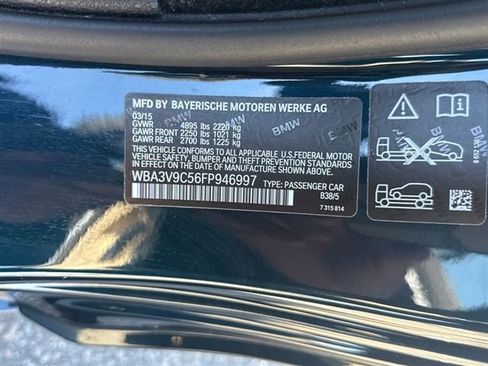 MFD BY BAYERISCHE MOTOREN WERKE AG
03/15
GVWR 4895 lbs 2220 kg
GAWR FRONT 2250 lbs 1021 kg
GAWR REAR 2700 lbs 1225 kg
THIS VEHICLE CONFORMS TO ALL APPLICABLE U.S.FEDERAL MOTOR
VEHICLE SAFETY, BUMPER AND THEFT PREVENTION STANDARDS IN
EFFECT ON THE DATE OF MANUFACTURE SHOWN ABOVE.
WBA3V9C56FP946997 TYPE: PASSENGER CAR
B38/5
7 315 814
BMW
BMW